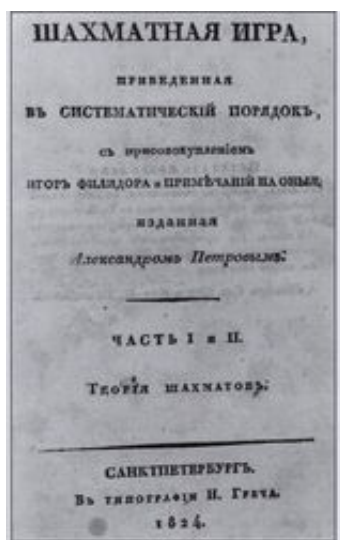 ШАХМАТНАЯ ИГРА,
ПРИВЕДЕННАЯ
ВЪ СИСТЕМАТИЧЕСКІЙ ПОРЯДОКЪ,
съ присовокупленіемъ
ИГОРЪ ФИЛИДОРА и ПРИМѢЧАНІЙ НА ОНЫЯ,
изданная
Александромъ Петровымъ.
ЧАСТЬ I и II.
Теорія шахматовъ.
САНКТПЕТЕРБУРГЪ.
Въ типографіи Н. Греча.
1824.